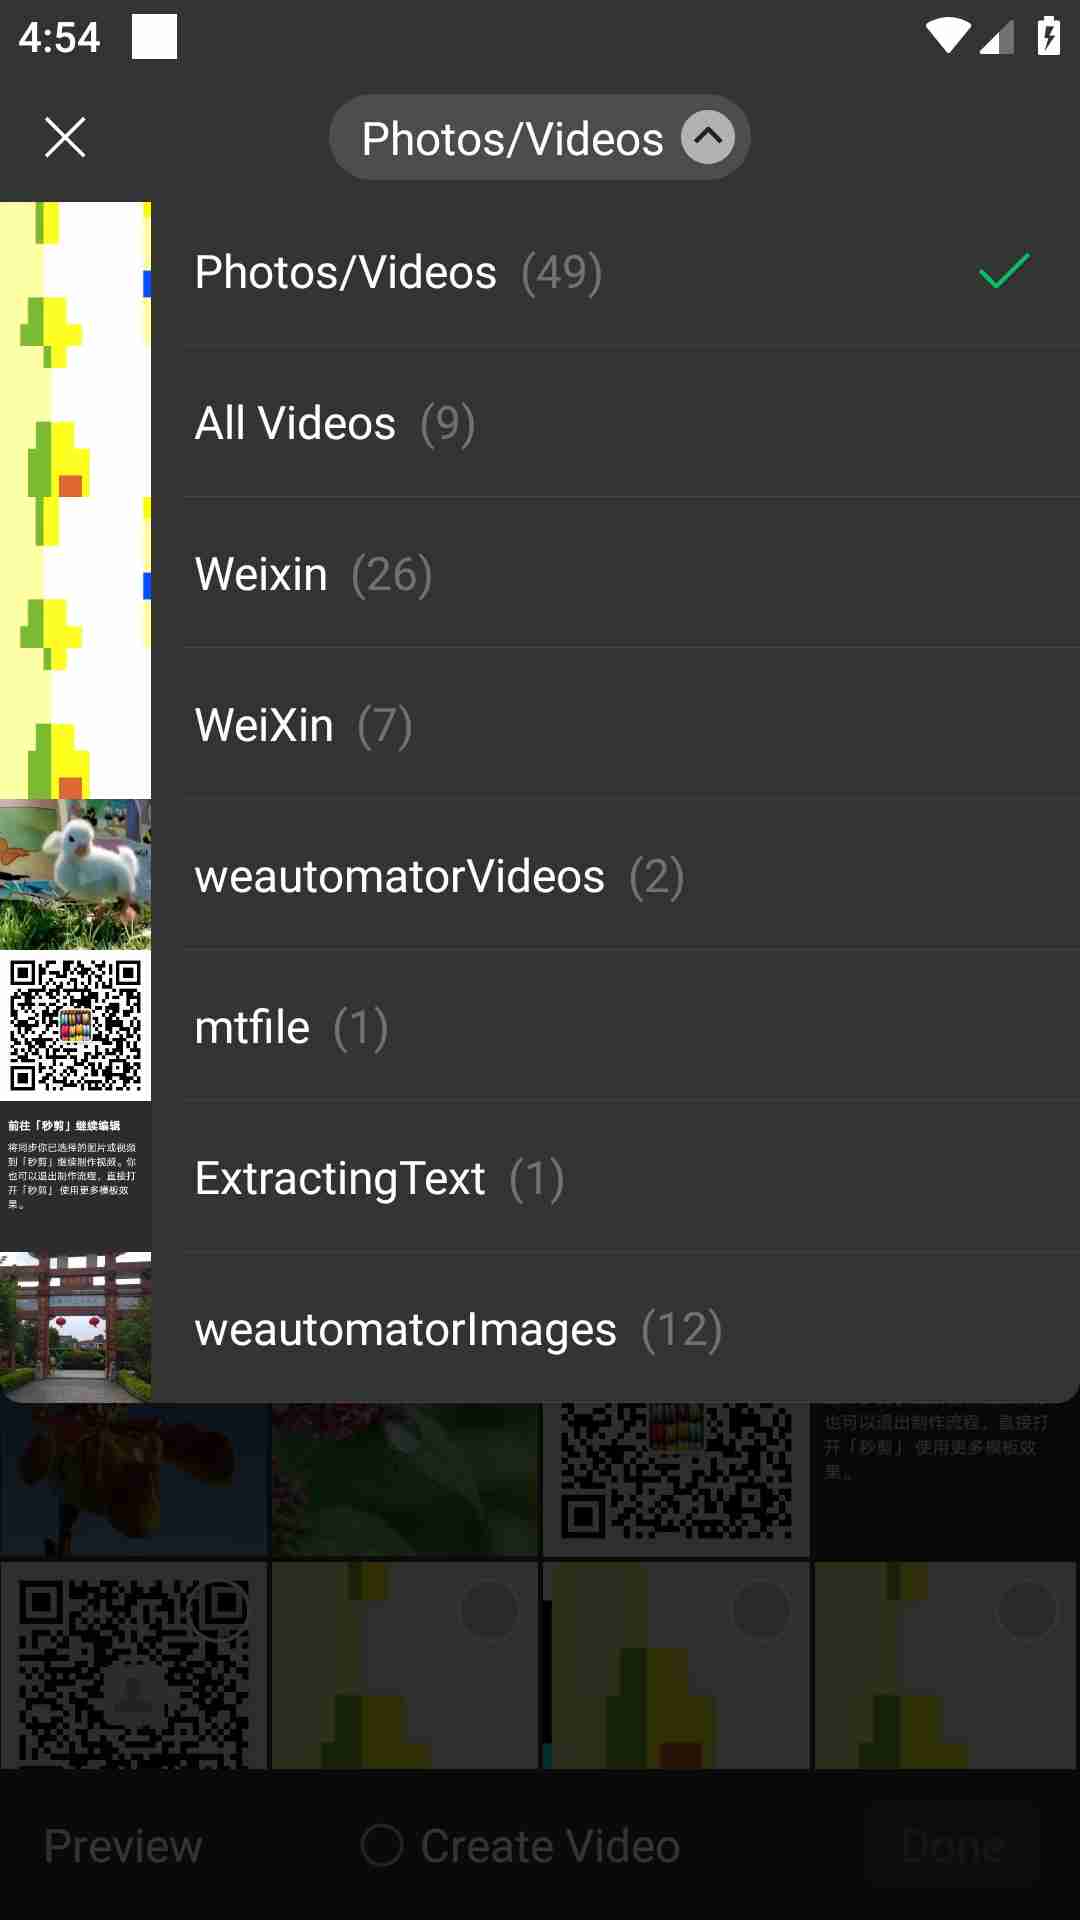 4:54
Photos/Videos
Photos/Videos (49)
All Videos (9)
Weixin (26)
WeiXin (7)
weautomatorVideos (2)
mtfile (1)
前往「秒剪」继续编辑
将同步你已选择的图片或视频
到「秒剪」继续制作视频。你
也可以退出制作流程，直接打
开「秒剪」 使用更多模板效
果。
ExtractingText (1)
weautomatorImages (12)
也可以退出制作流程，直接打
开「秒剪」 使用更多模板效
果。
Preview
Create Video
Done